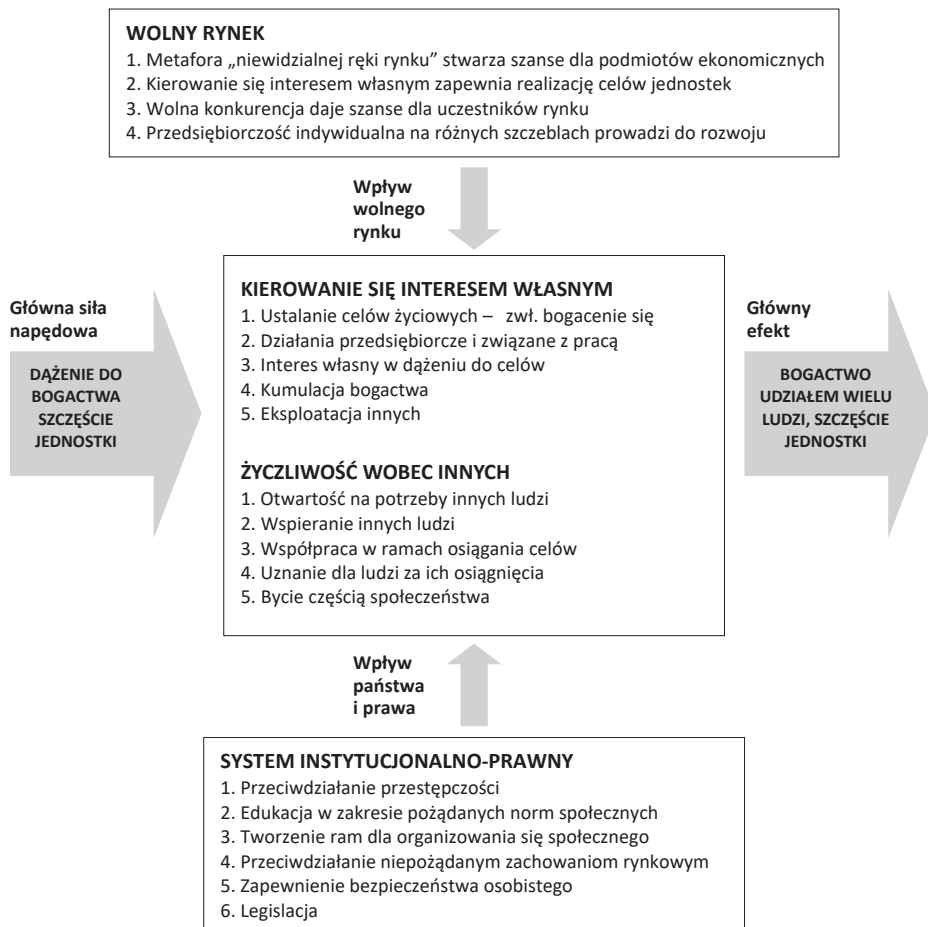 WOLNY RYNEK
1. Metafora „niewidzialnej ręki rynku” stwarza szanse dla podmiotów ekonomicznych
2. Kierowanie się interesem własnym zapewnia realizację celów jednostek
3. Wolna konkurencja daje szanse dla uczestników rynku
4. Przedsiębiorczość indywidualna na różnych szczeblach prowadzi do rozwoju
Wpływ
wolnego
rynku
Główna siła
napędowa
DĄŻENIE DO
BOGACTWA
SZCZĘŚCIE
JEDNOSTKI
KIEROWANIE SIĘ INTERESEM WŁASNYM
1. Ustalanie celów życiowych – zwł. bogacenie się
2. Działania przedsiębiorcze i związane z pracą
3. Interes własny w dążeniu do celów
4. Kumulacja bogactwa
5. Eksploatacja innych
ŻYCZLIWOŚĆ WOBEC INNYCH
1. Otwartość na potrzeby innych ludzi
2. Wspieranie innych ludzi
3. Współpraca w ramach osiągania celów
4. Uznanie dla ludzi za ich osiągnięcia
5. Bycie częścią społeczeństwa
Główny
efekt
BOGACTWO
UDZIAŁEM WIELU
LUDZI, SZCZĘŚCIE
JEDNOSTKI
Wpływ
państwa
i prawa
SYSTEM INSTYTUCJONALNO-PRAWNY
1. Przeciwdziałanie przestępczości
2. Edukacja w zakresie pożądanych norm społecznych
3. Tworzenie ram dla organizowania się społecznego
4. Przeciwdziałanie niepożądanym zachowaniom rynkowym
5. Zapewnienie bezpieczeństwa osobistego
6. Legislacja